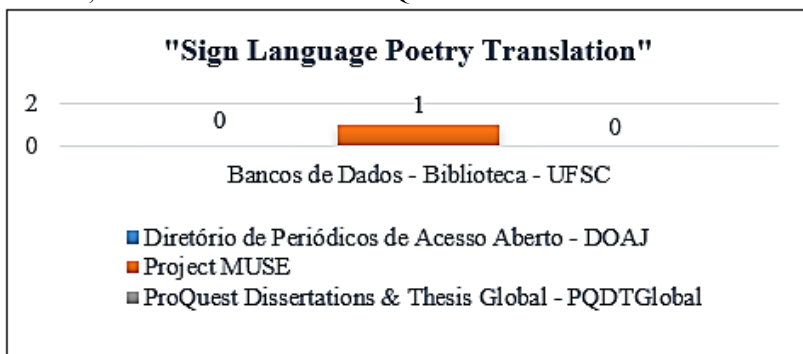 "Sign Language Poetry Translation"
2
0 1 0
0
Bancos de Dados - Biblioteca - UFSC
Diretório de Periódicos de Acesso Aberto - DOAJ
Project MUSE
ProQuest Dissertations & Thesis Global - PQDTGlobal